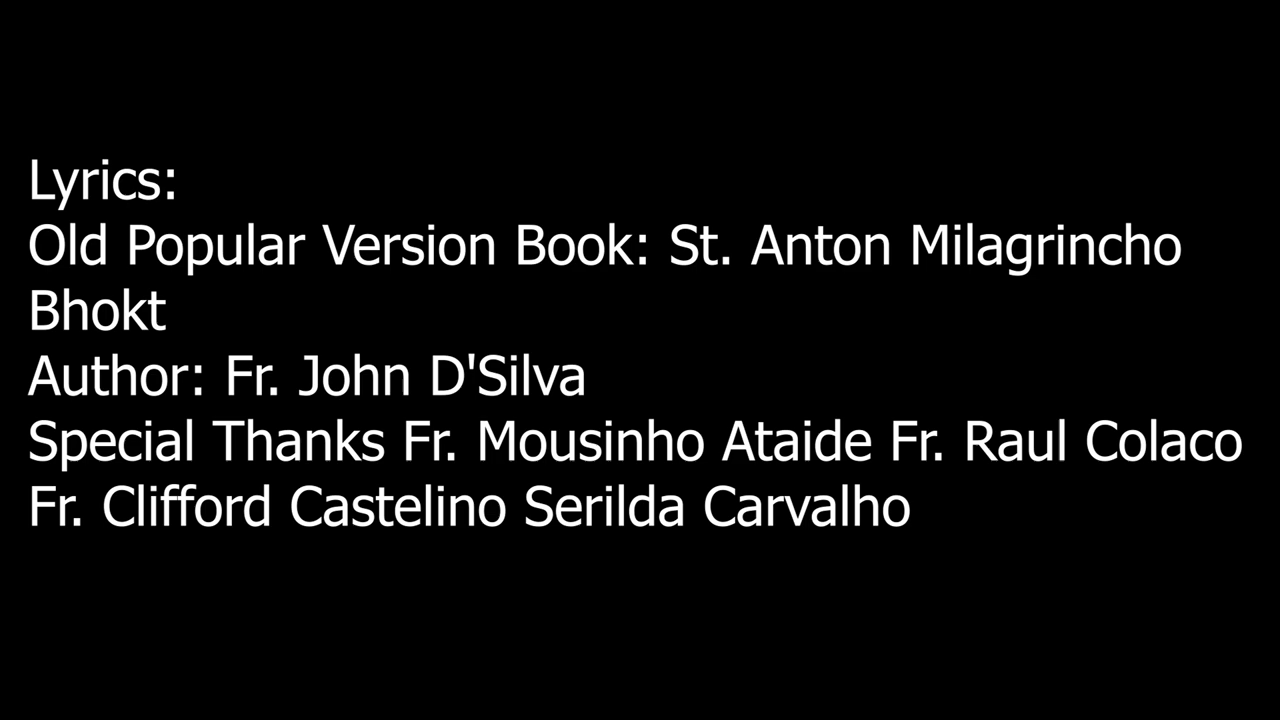 Lyrics:
Old Popular Version Book: St. Anton Milagrincho
Bhokt
Author: Fr. John D'Silva
Special Thanks Fr. Mousinho Ataide Fr. Raul Colaco
Fr. Clifford Castelino Serilda Carvalho